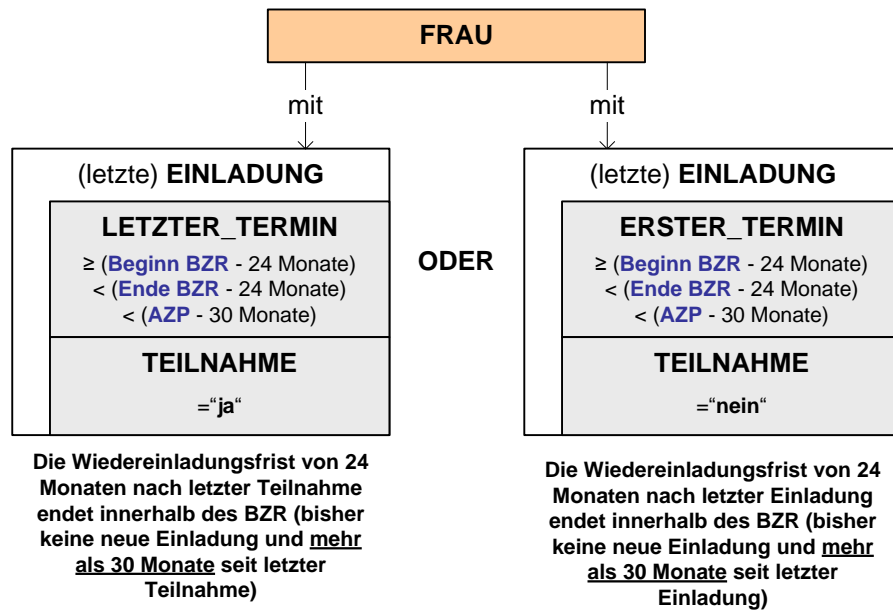 FRAU
mit
mit
(letzte) EINLADUNG
LETZTER_TERMIN
≥ (Beginn BZR - 24 Monate)
< (Ende BZR - 24 Monate)
< (AZP - 30 Monate)
TEILNAHME
=“ja“
Die Wiedereinladungsfrist von 24
Monaten nach letzter Teilnahme
endet innerhalb des BZR (bisher
keine neue Einladung und mehr
als 30 Monate seit letzter
Teilnahme)
ODER
(letzte) EINLADUNG
ERSTER_TERMIN
≥ (Beginn BZR - 24 Monate)
< (Ende BZR - 24 Monate)
< (AZP - 30 Monate)
TEILNAHME
=“nein“
Die Wiedereinladungsfrist von 24
Monaten nach letzter Einladung
endet innerhalb des BZR (bisher
keine neue Einladung und mehr
als 30 Monate seit letzter
Einladung)